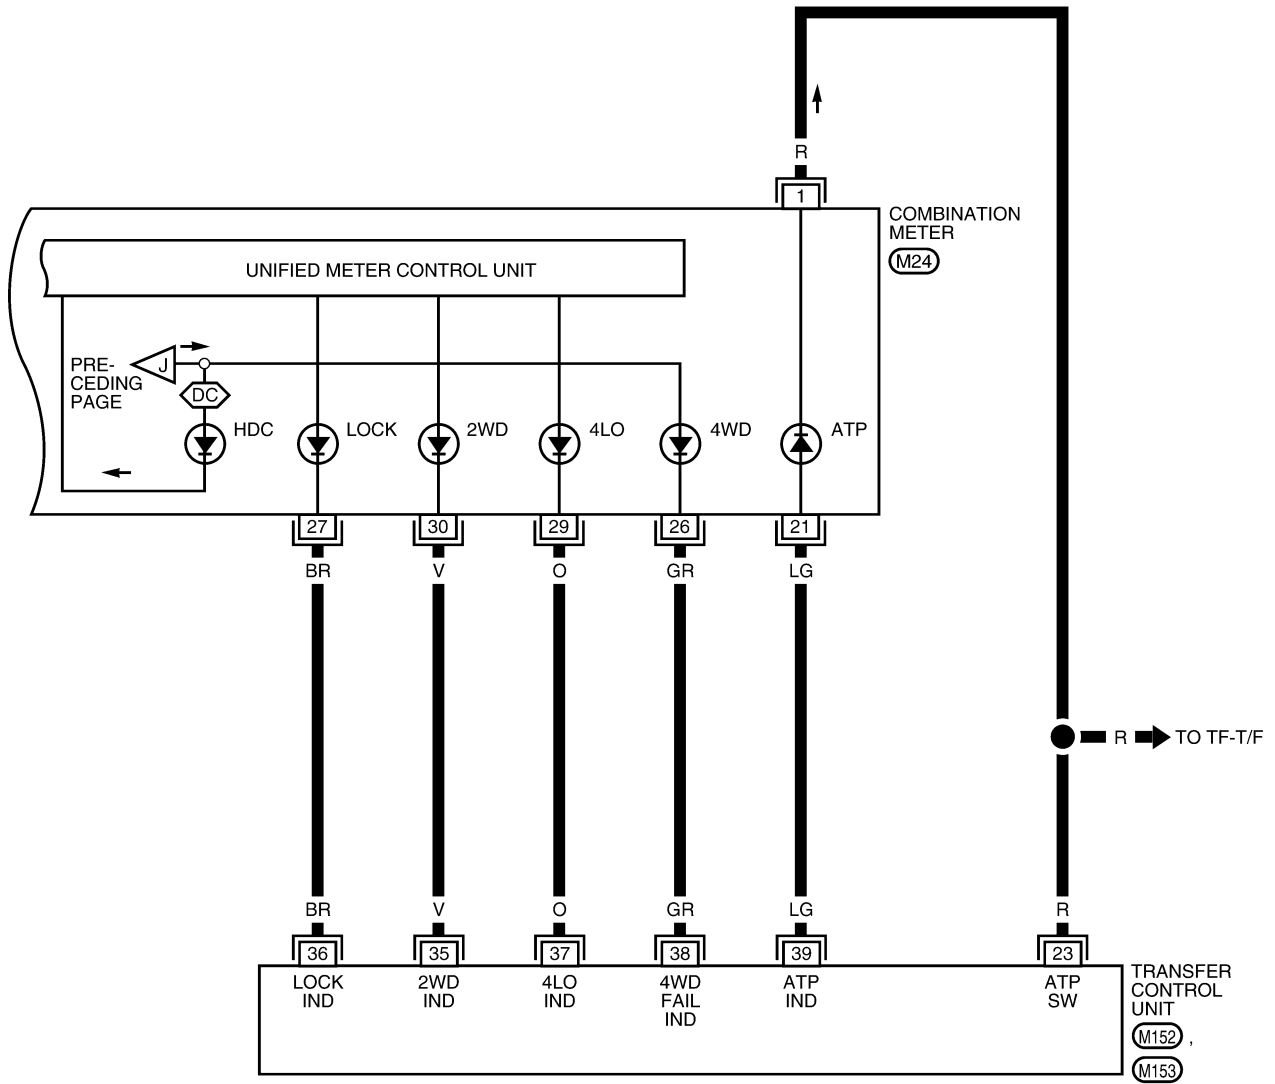 R
1
COMBINATION
METER
M24
UNIFIED METER CONTROL UNIT
PRE-
CEDING
PAGE
J
DC
HDC
LOCK
2WD
4LO
4WD
ATP
27
30
29
26
21
BR
V
O
GR
LG
R
TO TF-T/F
BR
V
O
GR
LG
R
36
35
37
38
39
23
LOCK
IND
2WD
IND
4LO
IND
4WD
FAIL
IND
ATP
IND
ATP
SW
TRANSFER
CONTROL
UNIT
M152 ,
M153